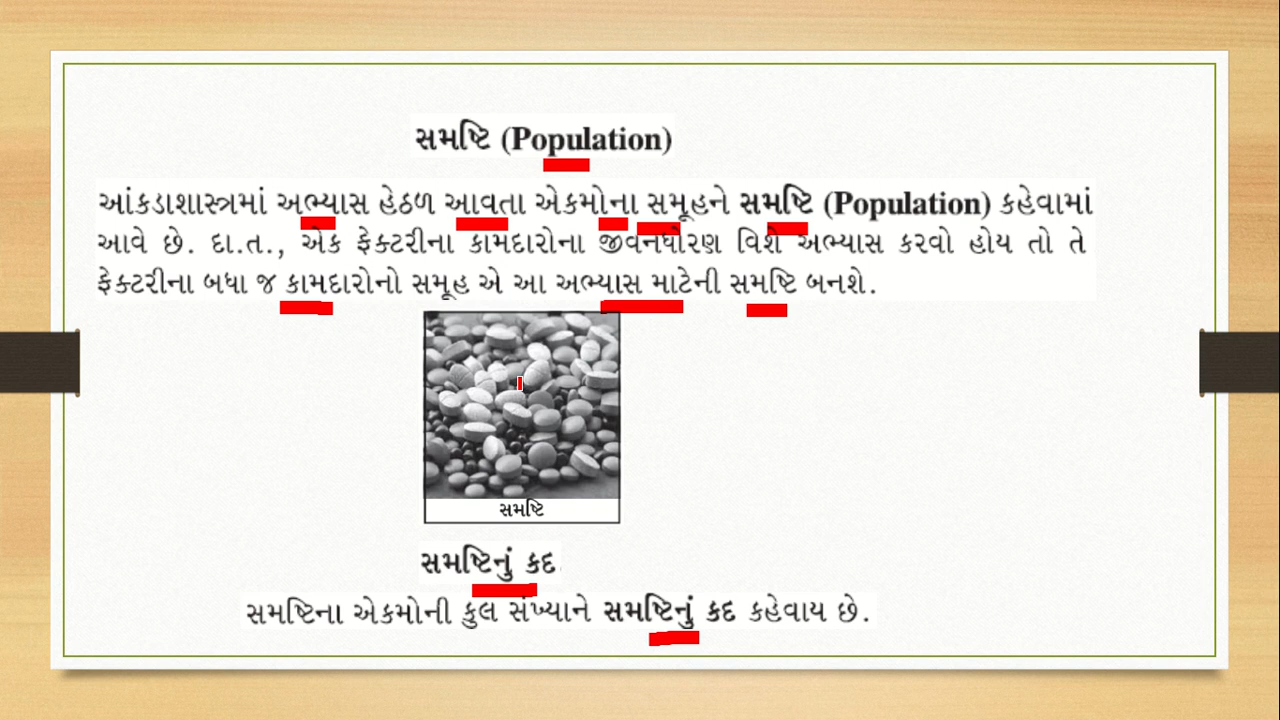 સમષ્ટિ (Population)
આંકડાશાસ્ત્રમાં અભ્યાસ હેઠળ આવતા એકમોના સમૂહને સમષ્ટિ (Population) કહેવામાં
આવે છે. દા.ત., એક ફેક્ટરીના કામદારોના જીવનધોરણ વિશે અભ્યાસ કરવો હોય તો તે
ફેક્ટરીના બધા જ કામદારોનો સમૂહ એ આ અભ્યાસ માટેની સમષ્ટિ બનશે.
સમષ્ટિ
સમષ્ટિનું કદ
સમષ્ટિના એકમોની કુલ સંખ્યાને સમષ્ટિનું કદ કહેવાય છે.